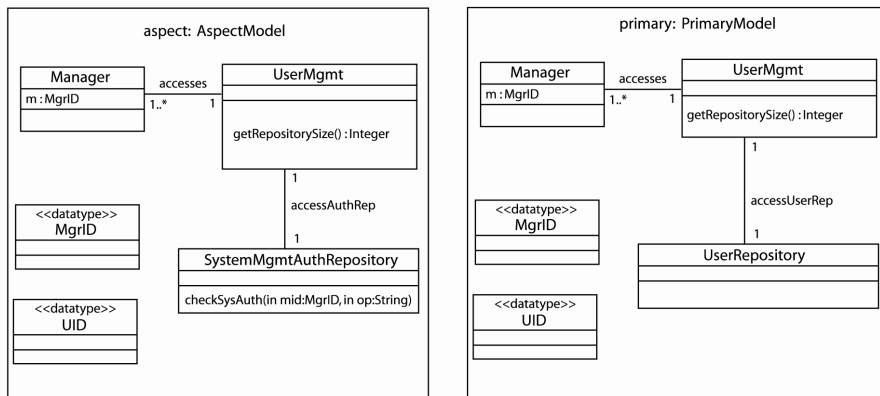 aspect: AspectModel
Manager
m : MgrID
accesses
1..*
1
UserMgmt
getRepositorySize() : Integer
1
accessAuthRep
1
SystemMgmtAuthRepository
checkSysAuth(in mid:MgrID, in op:String)
<<datatype>>
MgrID
<<datatype>>
UID
primary: PrimaryModel
Manager
m : MgrID
accesses
1..*
1
UserMgmt
getRepositorySize() : Integer
1
accessUserRep
1
UserRepository
<<datatype>>
MgrID
<<datatype>>
UID